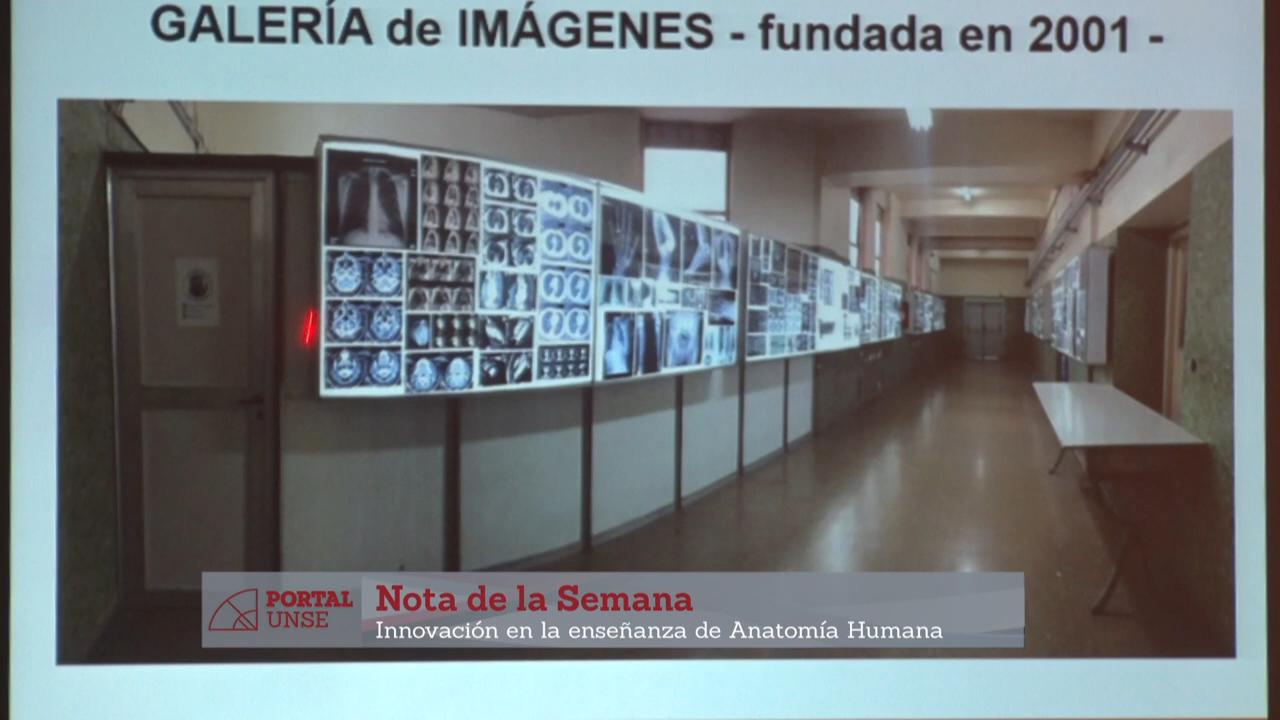 GALERÍA de IMÁGENES - fundada en 2001 -
PORTAL
UNSE
Nota de la Semana
Innovación en la enseñanza de Anatomía Humana